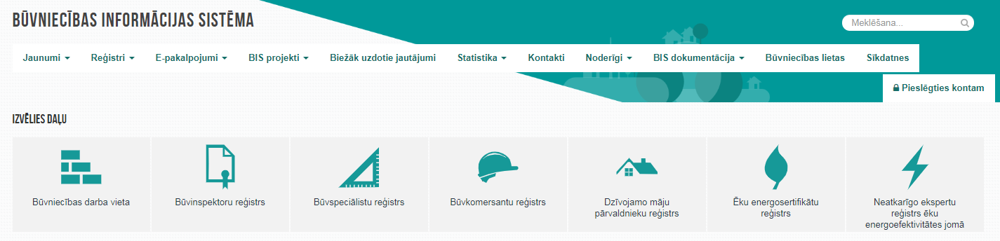 BŪVNIECĪBAS INFORMĀCIJAS SISTĒMA
Meklēšana...
Jaunumi Reģistri E-pakalpojumi BIS projekti Biežāk uzdotie jautājumi Statistika Kontakti Noderīgi BIS dokumentācija Būvniecības lietas Sīkdatnes
Pieslēgties kontam
IZVĒLIES DAĻU
Būvniecības darba vieta
Būvinspektoru reģistrs
Būvspeciālistu reģistrs
Būvkomersantu reģistrs
Dzīvojamo māju
pārvaldnieku reģistrs
Ēku energosertifikātu
reģistrs
Neatkarīgo ekspertu
reģistrs ēku
energoefektivitātes jomā